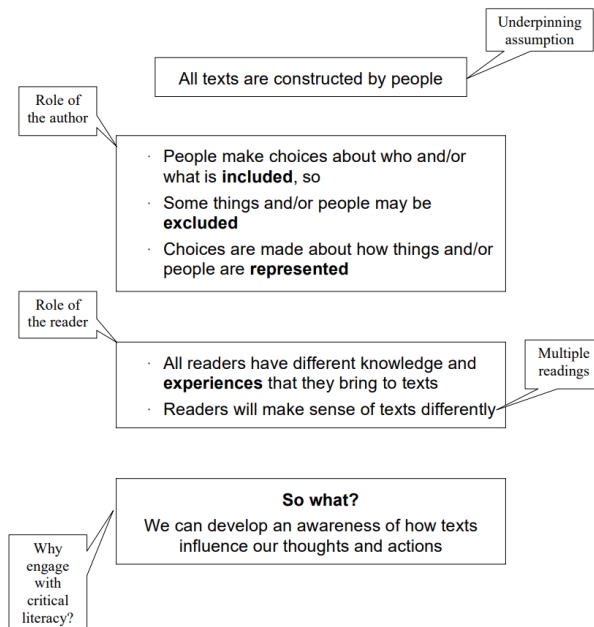 Underpinning
assumption
All texts are constructed by people
Role of
the author
· People make choices about who and/or
what is included, so
· Some things and/or people may be
excluded
· Choices are made about how things and/or
people are represented
Role of
the reader
· All readers have different knowledge and
experiences that they bring to texts
· Readers will make sense of texts differently
Multiple
readings
So what?
We can develop an awareness of how texts
influence our thoughts and actions
Why
engage
with
critical
literacy?